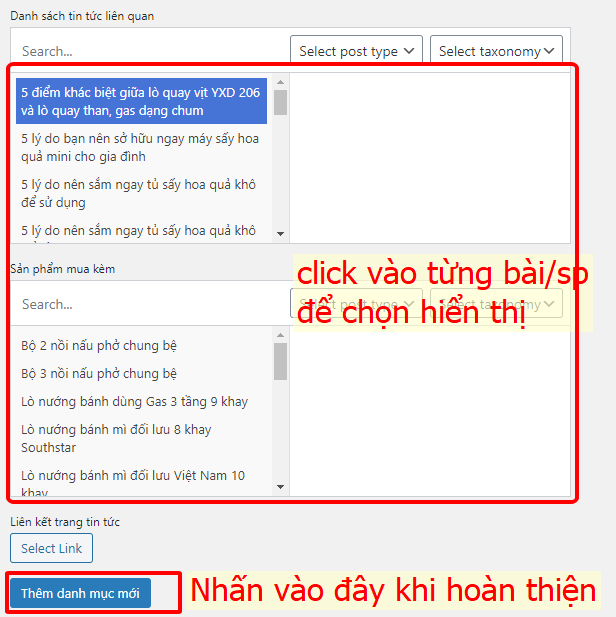 Danh sách tin tức liên quan
Search... Select post type Select taxonomy
5 điểm khác biệt giữa lò quay vịt YXD 206
và lò quay than, gas dạng chum
5 lý do bạn nên sở hữu ngay máy sấy hoa
quả mini cho gia đình
5 lý do nên sắm ngay tủ sấy hoa quả khô
để sử dụng
5 lý do nên sắm ngay tủ sấy hoa quả khô
Sản phẩm mua kèm
click vào từng bài/sp
để chọn hiển thị
Search... Select post type Select taxonomy
Bộ 2 nồi nấu phở chung bệ
Bộ 3 nồi nấu phở chung bệ
Lò nướng bánh dùng Gas 3 tầng 9 khay
Lò nướng bánh mì đối lưu 8 khay
Southstar
Lò nướng bánh mì đối lưu Việt Nam 10
khay
Liên kết trang tin tức
Select Link
Thêm danh mục mới
Nhấn vào đây khi hoàn thiện